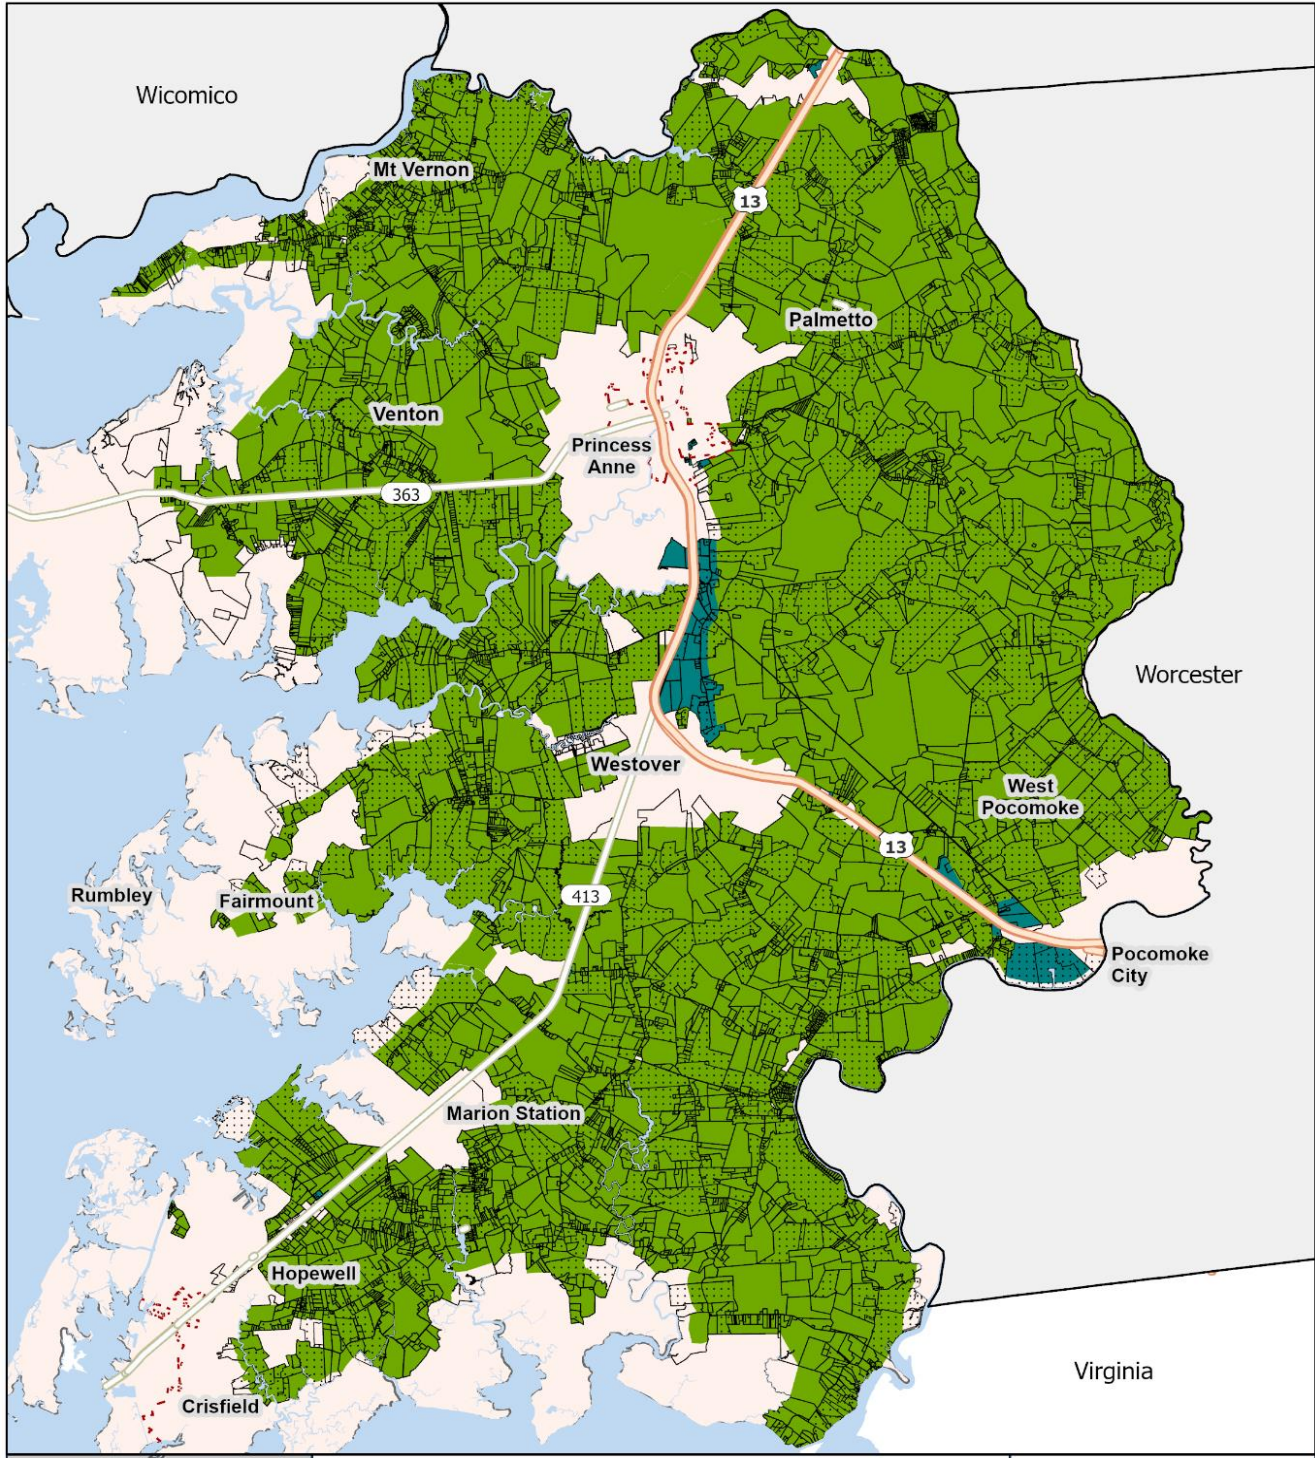 Wicomico
Mt Vernon
13
Palmetto
Venton
Princess
Anne
363
Worcester
Westover
West
Pocomoke
13
Rumbley
Fairmount
413
Pocomoke
City
Marion Station
Hopewell
Virginia
Crisfield